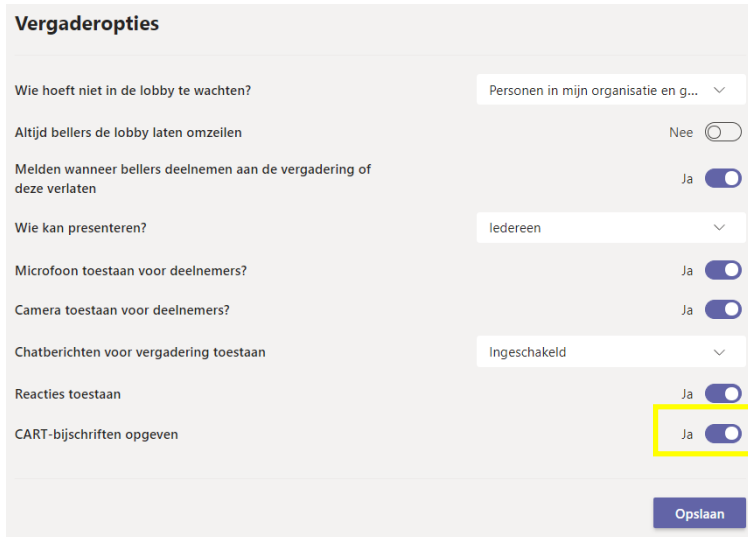 Vergaderopties
Wie hoeft niet in de lobby te wachten?
Personen in mijn organisatie en g...
Altijd bellers de lobby laten omzeilen
Nee
Melden wanneer bellers deelnemen aan de vergadering of
deze verlaten
Ja
Wie kan presenteren?
Iedereen
Microfoon toestaan voor deelnemers?
Ja
Camera toestaan voor deelnemers?
Ja
Chatberichten voor vergadering toestaan
Ingeschakeld
Reacties toestaan
Ja
CART-bijschriften opgeven
Ja
Opslaan